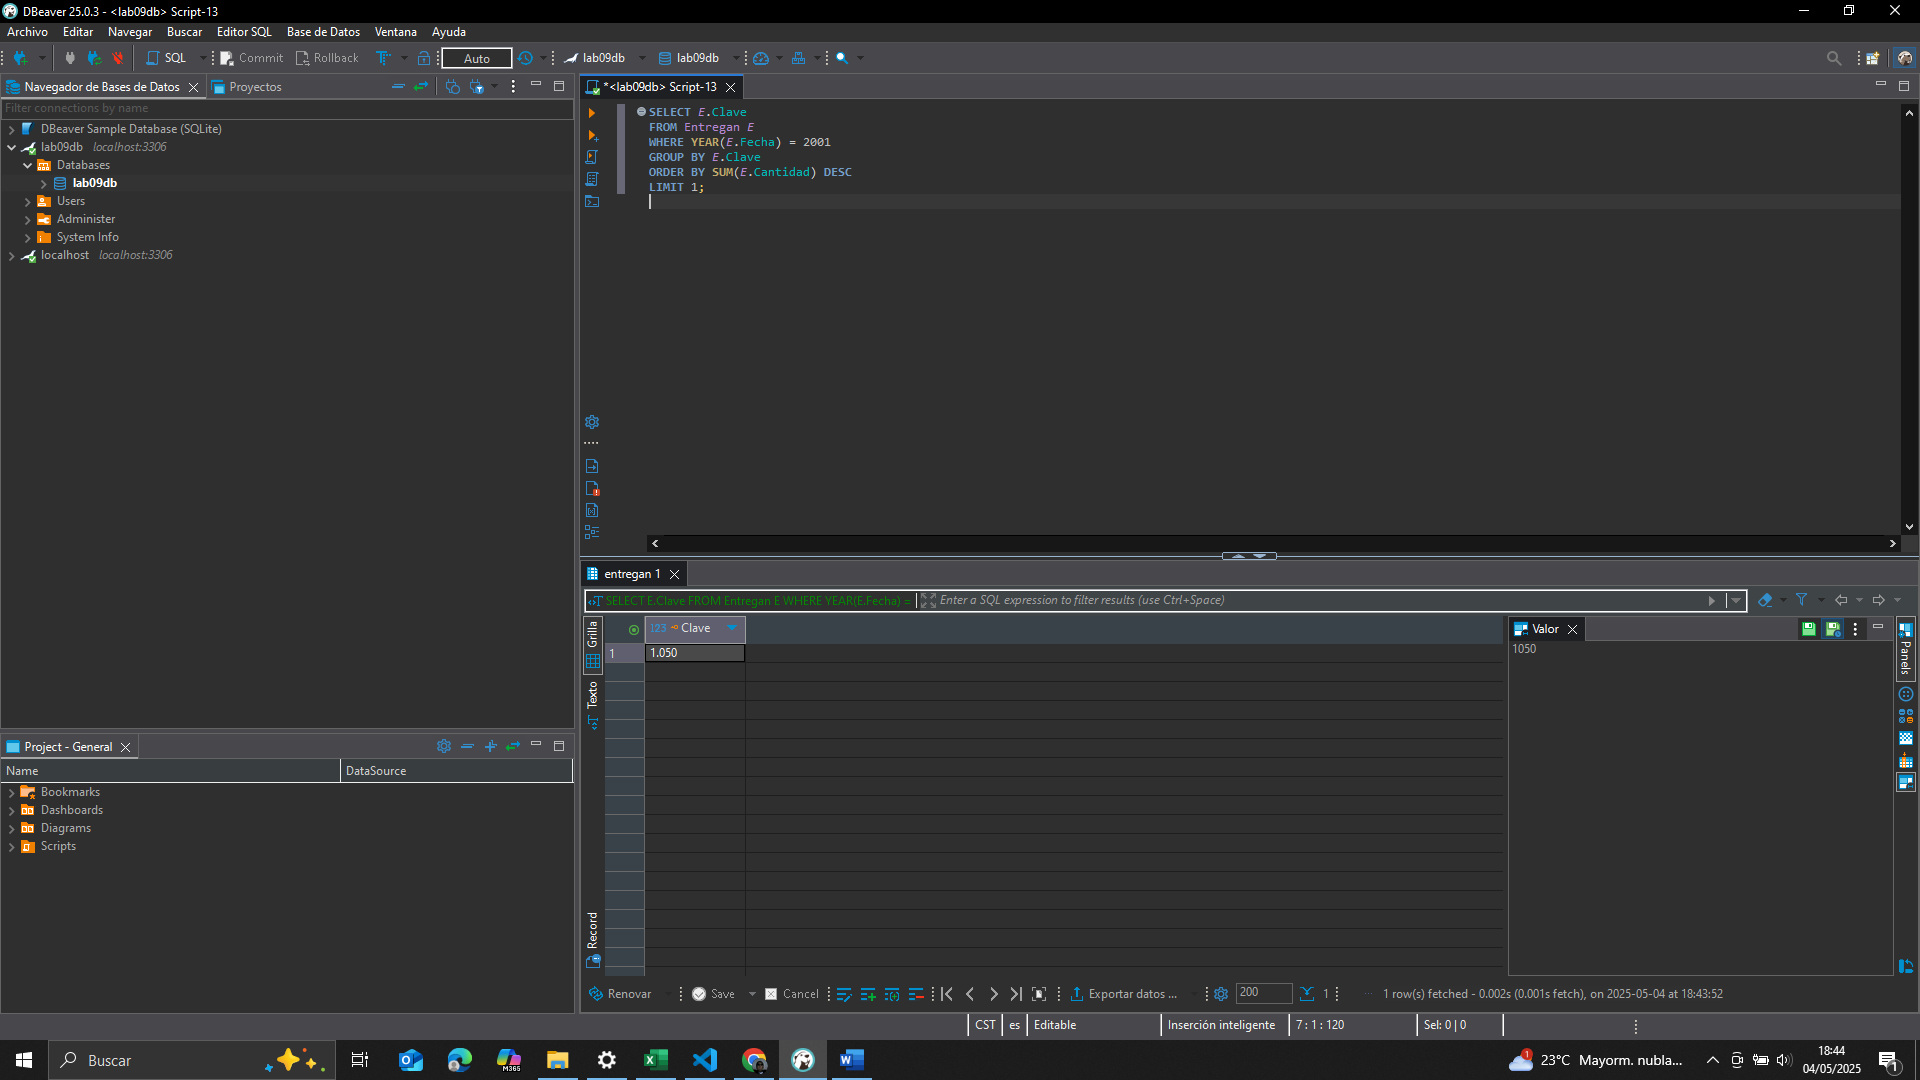 DBeaver 25.0.3 - <lab09db> Script-13
Archivo Editar Navegar Buscar Editor SQL Base de Datos Ventana Ayuda
SQL Commit Rollback Auto lab09db lab09db
Navegador de Bases de Datos Proyectos
Filter connections by name
DBeaver Sample Database (SQLite)
lab09db localhost:3306
Databases
lab09db
Users
Administer
System Info
localhost localhost:3306
*<lab09db> Script-13
SELECT E.Clave
FROM Entregan E
WHERE YEAR(E.Fecha) = 2001
GROUP BY E.Clave
ORDER BY SUM(E.Cantidad) DESC
LIMIT 1;
Project - General
Name DataSource
Bookmarks
Dashboards
Diagrams
Scripts
entregan 1
SELECT E.Clave FROM Entregan E WHERE YEAR(E.Fecha) = Enter a SQL expression to filter results (use Ctrl+Space)
Grilla
Texto
Record
123 Clave
1 1.050
Valor
1050
Panels
Renovar Save Cancel Exportar datos ... 200 1 1 row(s) fetched - 0.002s (0.001s fetch), on 2025-05-04 at 18:43:52
CST es Editable Inserción inteligente 7 : 1 : 120 Sel: 0 | 0
Buscar
M365
1 23°C Mayorm. nubla...
18:44
04/05/2025
1